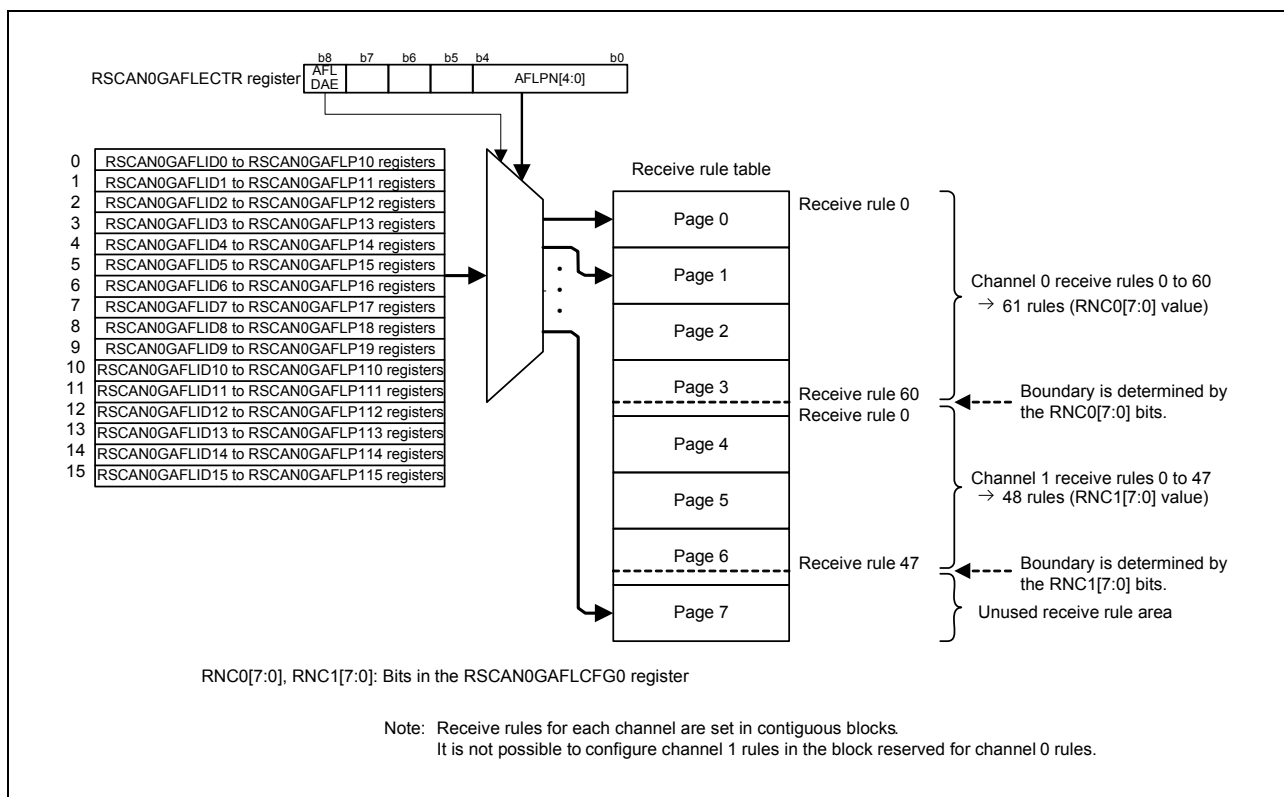 b8 b7 b6 b5 b4 b0
RSCAN0GAFLECTR register
AFL
DAE
AFLPN[4:0]
0 RSCAN0GAFLID0 to RSCAN0GAFLP10 registers
1 RSCAN0GAFLID1 to RSCAN0GAFLP11 registers
2 RSCAN0GAFLID2 to RSCAN0GAFLP12 registers
3 RSCAN0GAFLID3 to RSCAN0GAFLP13 registers
4 RSCAN0GAFLID4 to RSCAN0GAFLP14 registers
5 RSCAN0GAFLID5 to RSCAN0GAFLP15 registers
6 RSCAN0GAFLID6 to RSCAN0GAFLP16 registers
7 RSCAN0GAFLID7 to RSCAN0GAFLP17 registers
8 RSCAN0GAFLID8 to RSCAN0GAFLP18 registers
9 RSCAN0GAFLID9 to RSCAN0GAFLP19 registers
10 RSCAN0GAFLID10 to RSCAN0GAFLP110 registers
11 RSCAN0GAFLID11 to RSCAN0GAFLP111 registers
12 RSCAN0GAFLID12 to RSCAN0GAFLP112 registers
13 RSCAN0GAFLID13 to RSCAN0GAFLP113 registers
14 RSCAN0GAFLID14 to RSCAN0GAFLP114 registers
15 RSCAN0GAFLID15 to RSCAN0GAFLP115 registers
Receive rule table
Page 0
Page 1
Page 2
Page 3
Page 4
Page 5
Page 6
Page 7
Receive rule 0
Receive rule 60
Receive rule 0
Receive rule 47
Channel 0 receive rules 0 to 60
→ 61 rules (RNC0[7:0] value)
Boundary is determined by
the RNC0[7:0] bits.
Channel 1 receive rules 0 to 47
→ 48 rules (RNC1[7:0] value)
Boundary is determined by
the RNC1[7:0] bits.
Unused receive rule area
RNC0[7:0], RNC1[7:0]: Bits in the RSCAN0GAFLCFG0 register
Note: Receive rules for each channel are set in contiguous blocks.
It is not possible to configure channel 1 rules in the block reserved for channel 0 rules.